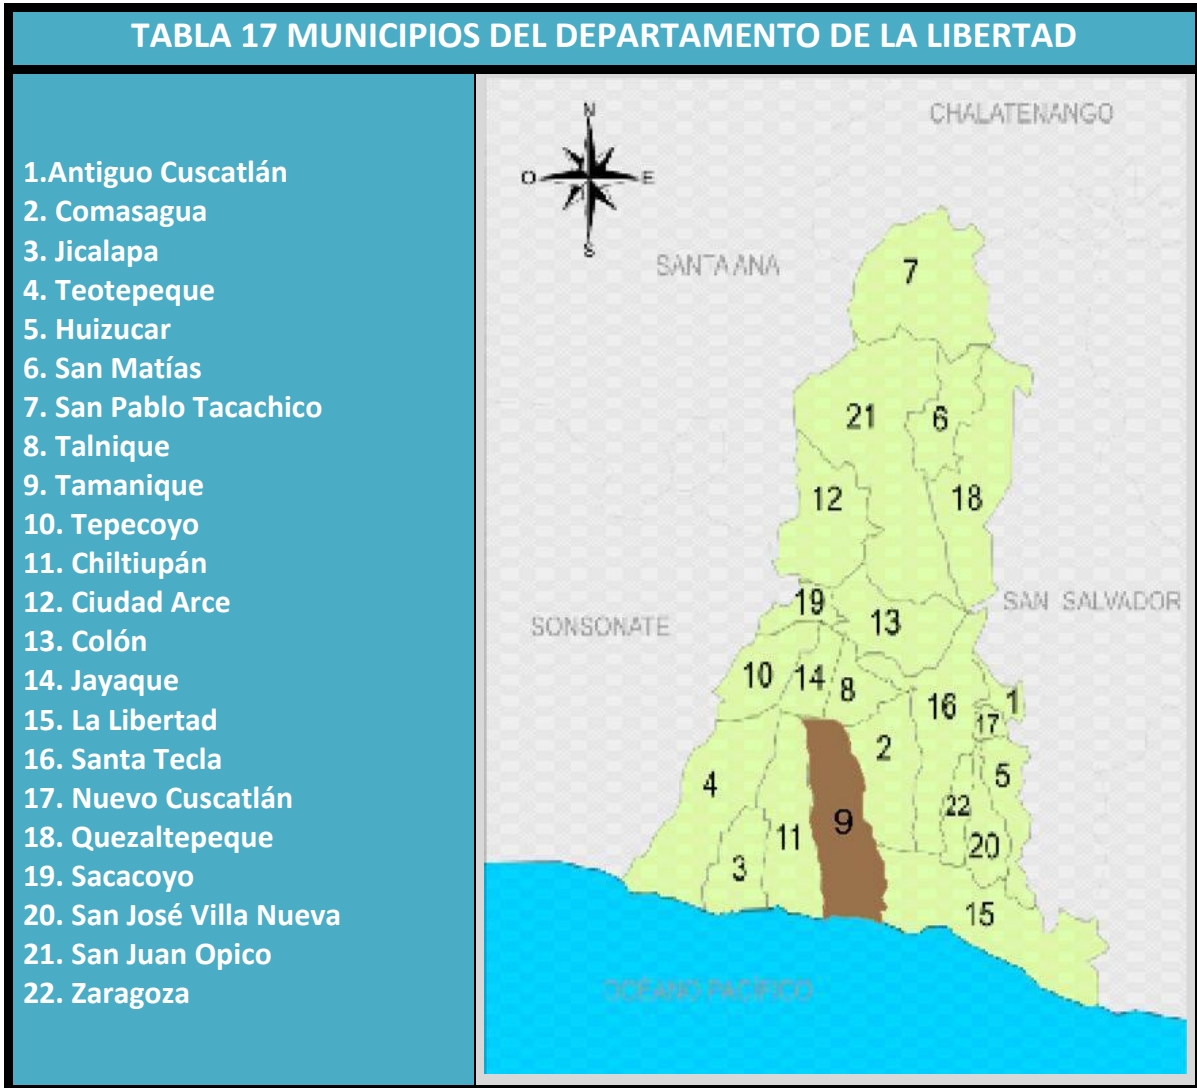 TABLA 17 MUNICIPIOS DEL DEPARTAMENTO DE LA LIBERTAD
1.Antiguo Cuscatlán
2. Comasagua
3. Jicalapa
4. Teotepeque
5. Huizucar
6. San Matías
7. San Pablo Tacachico
8. Talnique
9. Tamanique
10. Tepecoyo
11. Chiltiupán
12. Ciudad Arce
13. Colón
14. Jayaque
15. La Libertad
16. Santa Tecla
17. Nuevo Cuscatlán
18. Quezaltepeque
19. Sacacoyo
20. San José Villa Nueva
21. San Juan Opico
22. Zaragoza
N
CHALATENANGO
O E
S
SANTA ANA
7
21 6
12 18
19 13
SAN SALVADOR
SONSONATE
10 14 8 16 1
17
2
4 5
9 22
11 20
3
15
OCÉANO PACÍFICO